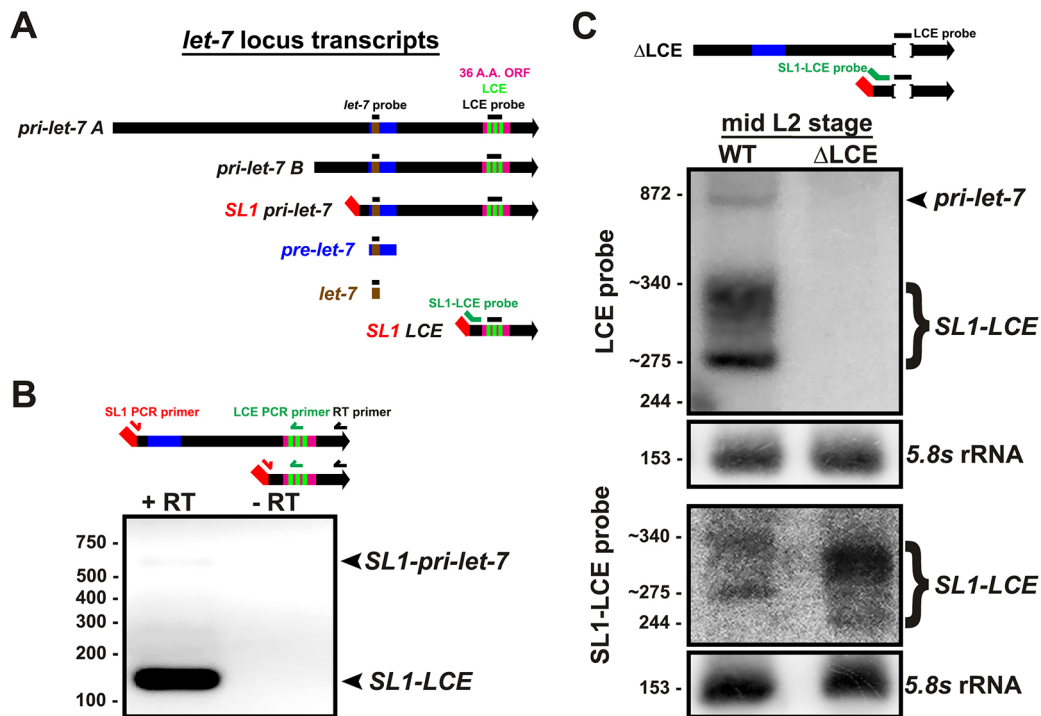 A
let-7 locus transcripts
36 A.A. ORF
LCE
let-7 probe
LCE probe
pri-let-7 A
pri-let-7 B
SL1 pri-let-7
pre-let-7
let-7
SL1-LCE probe
SL1 LCE
B
SL1 PCR primer
LCE PCR primer
RT primer
+ RT
- RT
750 -
500 -
400 -
300 -
200 -
100 -
SL1-pri-let-7
SL1-LCE
C
LCE probe
ΔLCE
SL1-LCE probe
mid L2 stage
WT
ΔLCE
LCE probe
872 -
~340 -
~275 -
244 -
pri-let-7
SL1-LCE
153 -
5.8s rRNA
SL1-LCE probe
~340 -
~275 -
244 -
SL1-LCE
153 -
5.8s rRNA